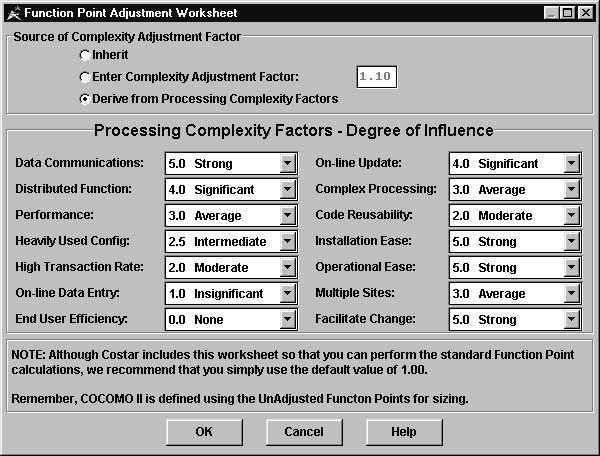 Function Point Adjustment Worksheet
Source of Complexity Adjustment Factor
Inherit
Enter Complexity Adjustment Factor: 1.10
Derive from Processing Complexity Factors
Processing Complexity Factors - Degree of Influence
Data Communications: 5.0 Strong
On-line Update: 4.0 Significant
Distributed Function: 4.0 Significant
Complex Processing: 3.0 Average
Performance: 3.0 Average
Code Reusability: 2.0 Moderate
Heavily Used Config: 2.5 Intermediate
Installation Ease: 5.0 Strong
High Transaction Rate: 2.0 Moderate
Operational Ease: 5.0 Strong
On-line Data Entry: 1.0 Insignificant
Multiple Sites: 3.0 Average
End User Efficiency: 0.0 None
Facilitate Change: 5.0 Strong
NOTE: Although Costar includes this worksheet so that you can perform the standard Function Point
calculations, we recommend that you simply use the default value of 1.00.
Remember, COCOMO II is defined using the UnAdjusted Functon Points for sizing.
OK
Cancel
Help